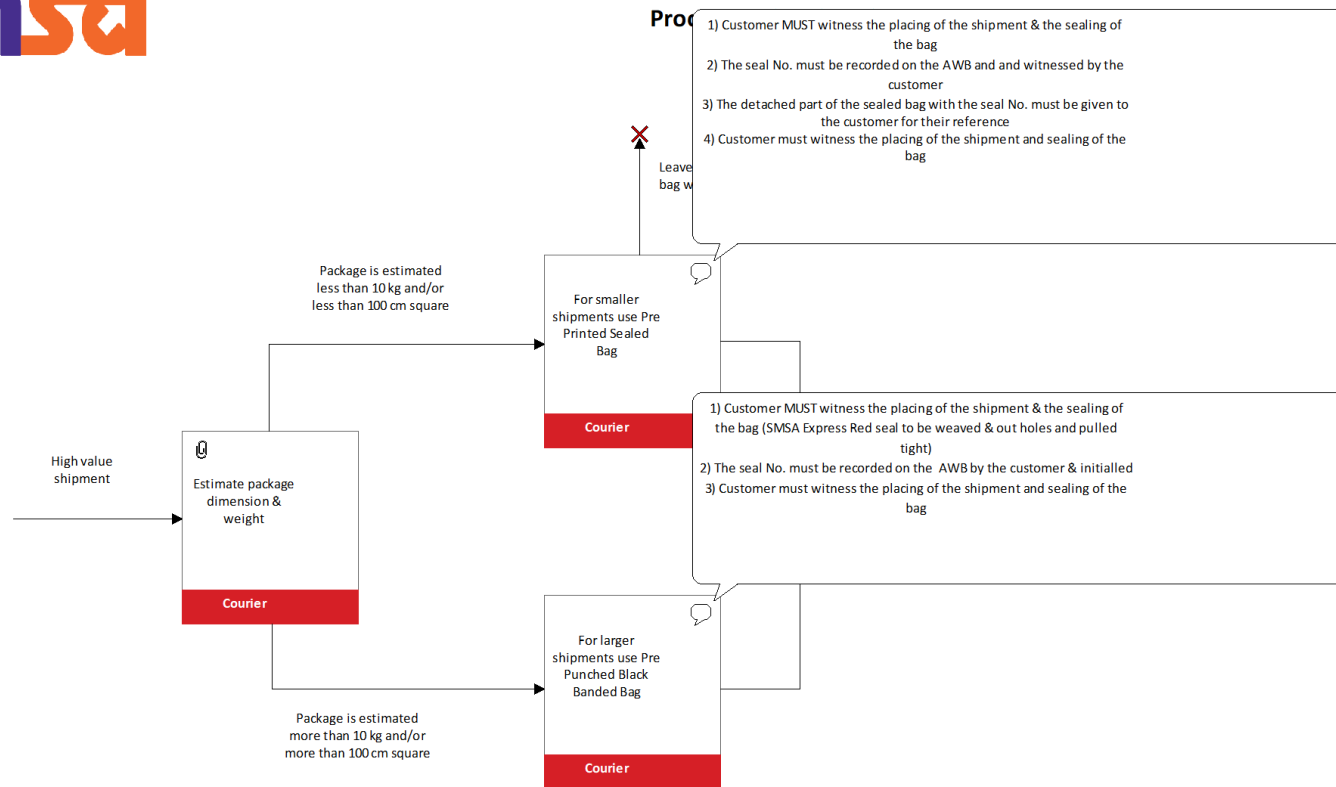 Proc
1) Customer MUST witness the placing of the shipment & the sealing of
the bag
2) The seal No. must be recorded on the AWB and and witnessed by the
customer
3) The detached part of the sealed bag with the seal No. must be given to
the customer for their reference
4) Customer must witness the placing of the shipment and sealing of the
bag
Leave
bag w
Package is estimated
less than 10 kg and/or
less than 100 cm square
For smaller
shipments use Pre
Printed Sealed
Bag
Courier
1) Customer MUST witness the placing of the shipment & the sealing of
the bag (SMSA Express Red seal to be weaved & out holes and pulled
tight)
2) The seal No. must be recorded on the AWB by the customer & initialled
3) Customer must witness the placing of the shipment and sealing of the
bag
High value
shipment
Estimate package
dimension &
weight
Courier
For larger
shipments use Pre
Punched Black
Banded Bag
Courier
Package is estimated
more than 10 kg and/or
more than 100 cm square